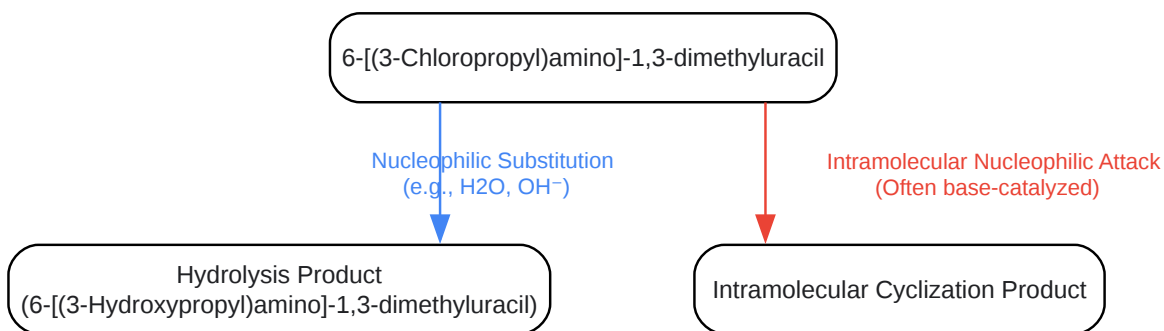 6-[(3-Chloropropyl)amino]-1,3-dimethyluracil
Nucleophilic Substitution
(e.g., H2O, OH⁻)
Intramolecular Nucleophilic Attack
(Often base-catalyzed)
Hydrolysis Product
(6-[(3-Hydroxypropyl)amino]-1,3-dimethyluracil)
Intramolecular Cyclization Product